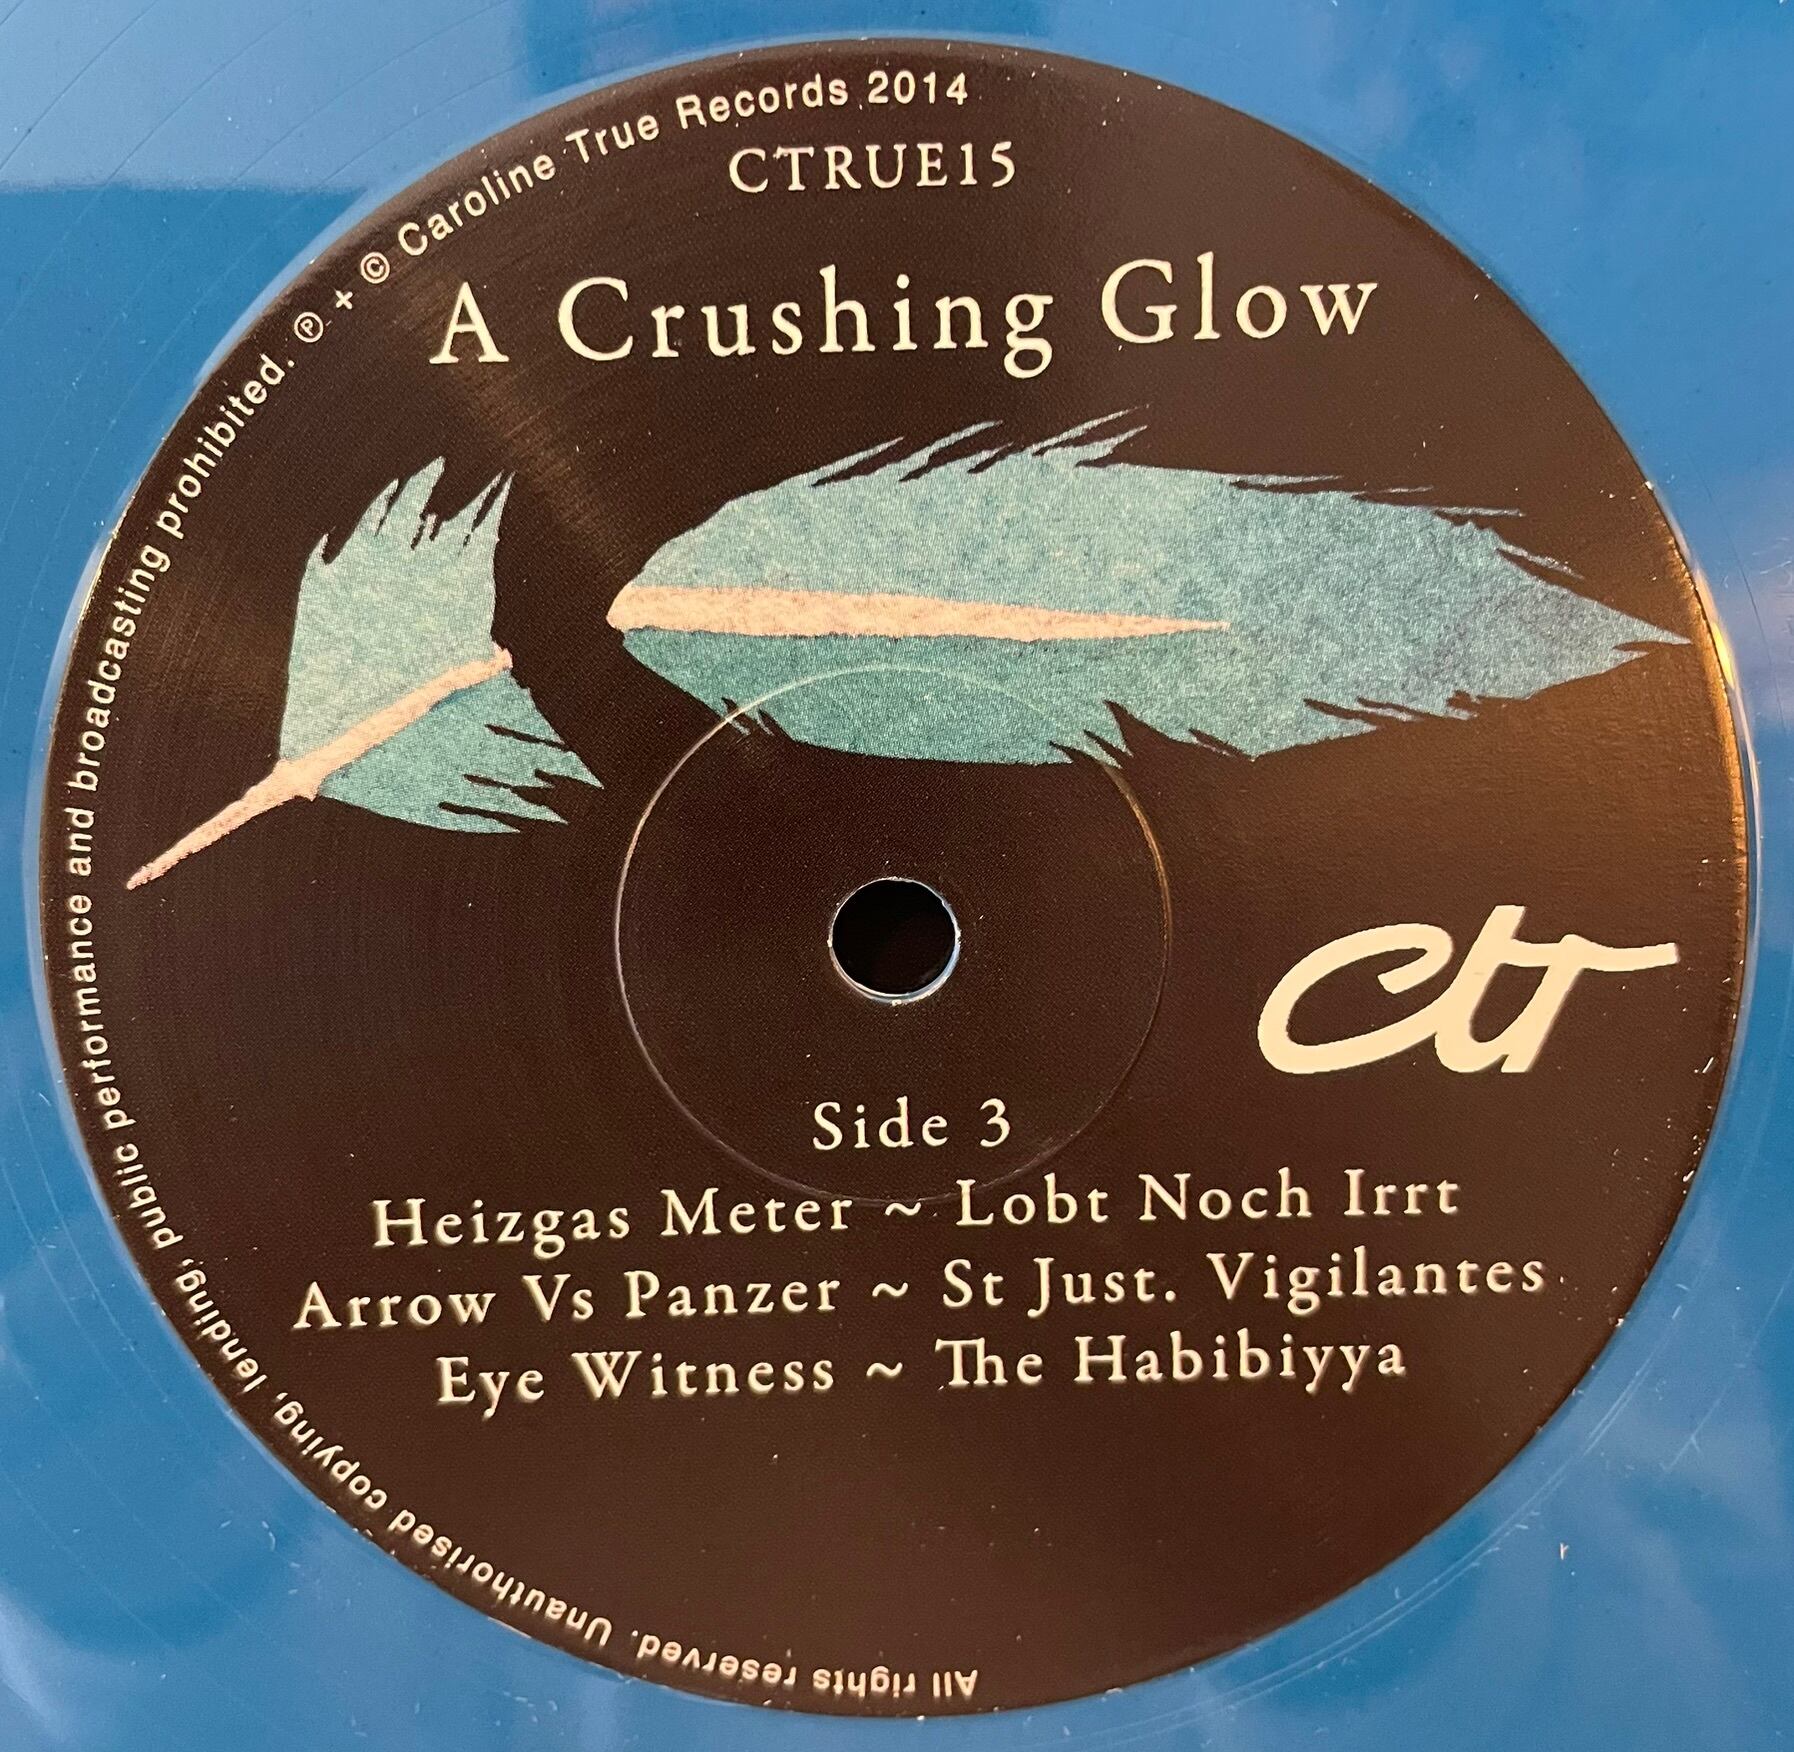 All rights reserved. Unauthorised copying, lending, public performance and broadcasting prohibited. ℗ + © Caroline True Records 2014
CTRUE15
A Crushing Glow
ctr
Side 3
Heizgas Meter ~ Lobt Noch Irrt
Arrow Vs Panzer ~ St Just. Vigilantes
Eye Witness ~ The Habibiyya